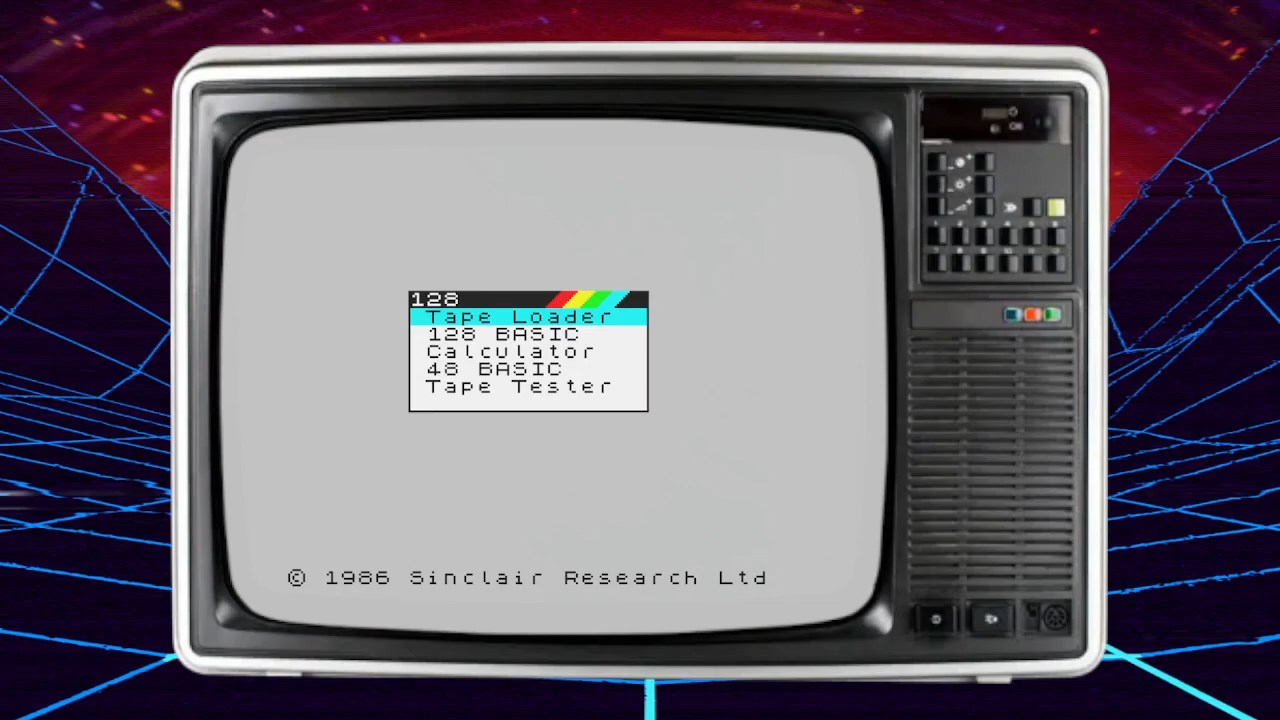 128
Tape Loader
128 BASIC
Calculator
48 BASIC
Tape Tester
© 1986 Sinclair Research Ltd